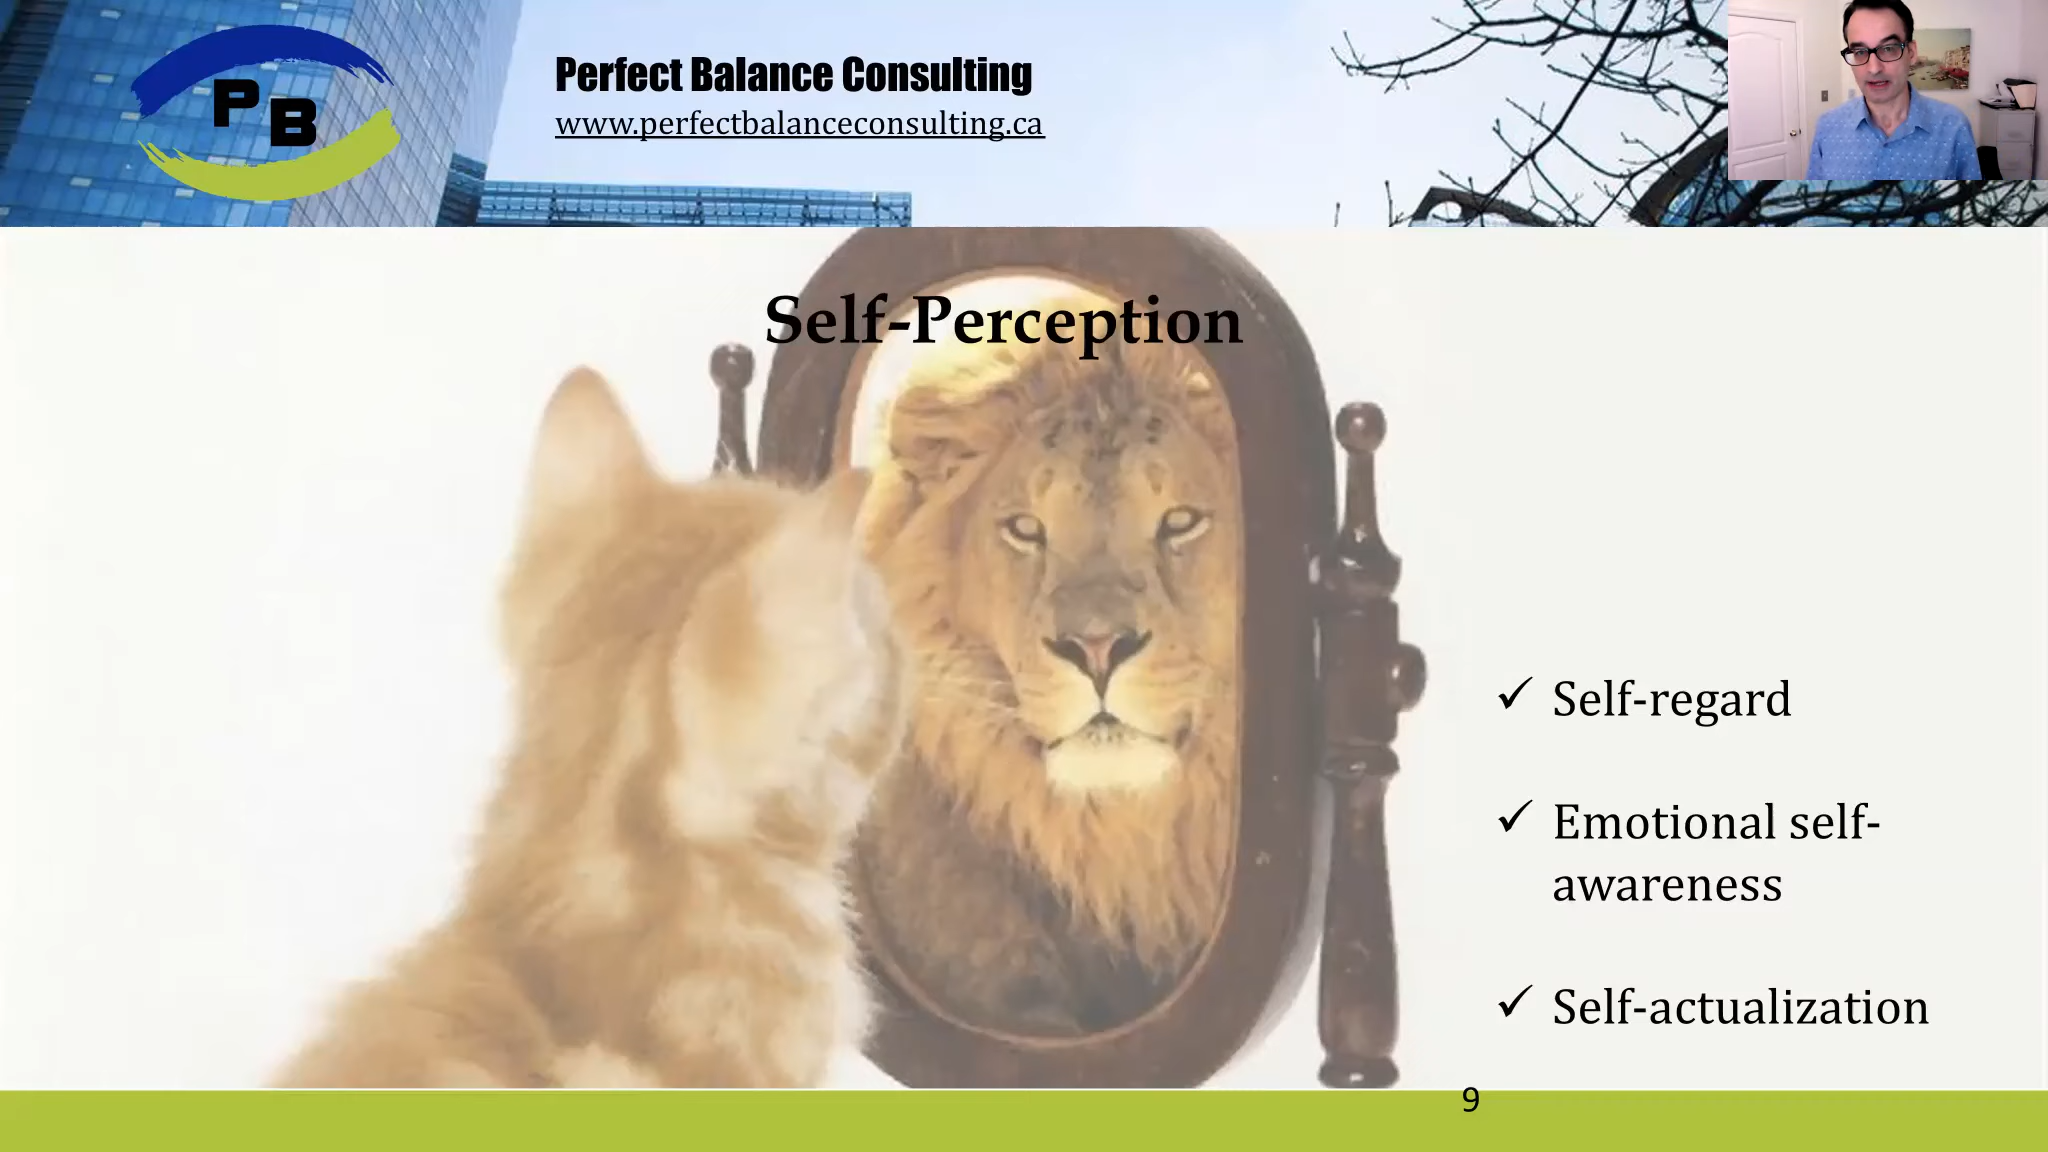 PB
Perfect Balance Consulting
www.perfectbalanceconsulting.ca
Self-Perception
✓ Self-regard
✓ Emotional self-
awareness
✓ Self-actualization
9